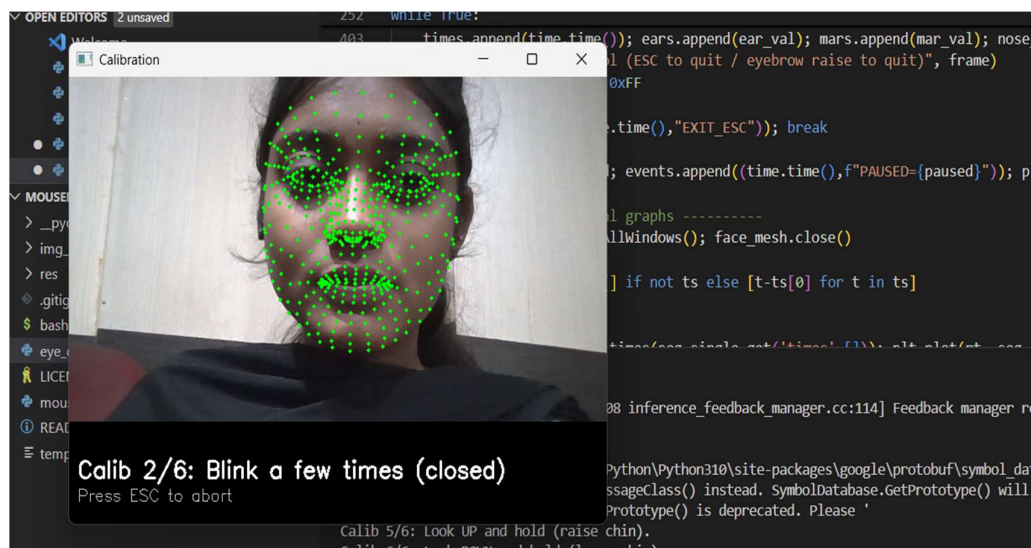 OPEN EDITORS 2 unsaved
Welcome
MOUSE
img_
res
.gitig
bash
eye_
LICEN
mou
READ
temp
252 while True:
403 times.append(time.time()); ears.append(ear_val); mars.append(mar_val); nose
l (ESC to quit / eyebrow raise to quit)", frame)
0xFF
.time(),"EXIT_ESC")); break
; events.append((time.time(),f"PAUSED={paused}")); p
l graphs ----------
llWindows(); face_mesh.close()
] if not ts else [t-ts[0] for t in ts]
Calibration
Calib 2/6: Blink a few times (closed)
Press ESC to abort
08 inference_feedback_manager.cc:114] Feedback manager re
Python\Python310\site-packages\google\protobuf\symbol_dat
ssageClass() instead. SymbolDatabase.GetPrototype() will
Prototype() is deprecated. Please '
Calib 5/6: Look UP and hold (raise chin).